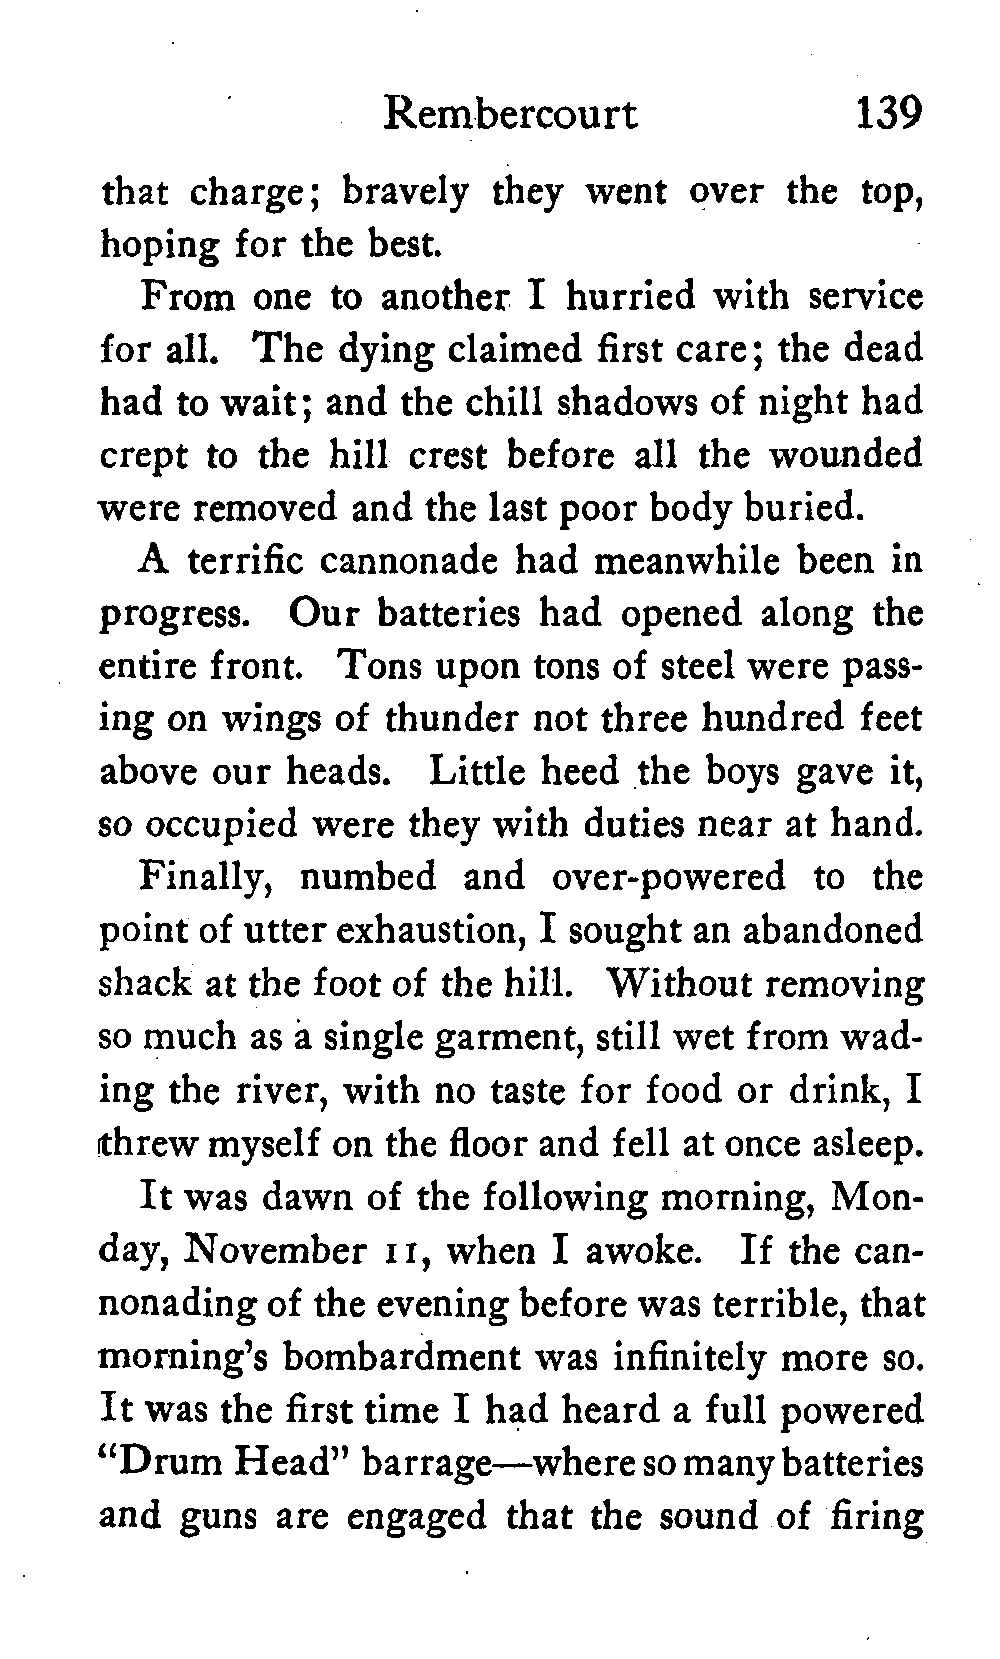 Rembercourt 139
that charge; bravely they went over the top,
hoping for the best.
From one to another I hurried with service
for all. The dying claimed first care; the dead
had to wait; and the chill shadows of night had
crept to the hill crest before all the wounded
were removed and the last poor body buried.
A terrific cannonade had meanwhile been in
progress. Our batteries had opened along the
entire front. Tons upon tons of steel were pass-
ing on wings of thunder not three hundred feet
above our heads. Little heed the boys gave it,
so occupied were they with duties near at hand.
Finally, numbed and over-powered to the
point of utter exhaustion, I sought an abandoned
shack at the foot of the hill. Without removing
so much as a single garment, still wet from wad-
ing the river, with no taste for food or drink, I
threw myself on the floor and fell at once asleep.
It was dawn of the following morning, Mon-
day, November 11, when I awoke. If the can-
nonading of the evening before was terrible, that
morning's bombardment was infinitely more so.
It was the first time I had heard a full powered
"Drum Head" barrage—where so many batteries
and guns are engaged that the sound of firing